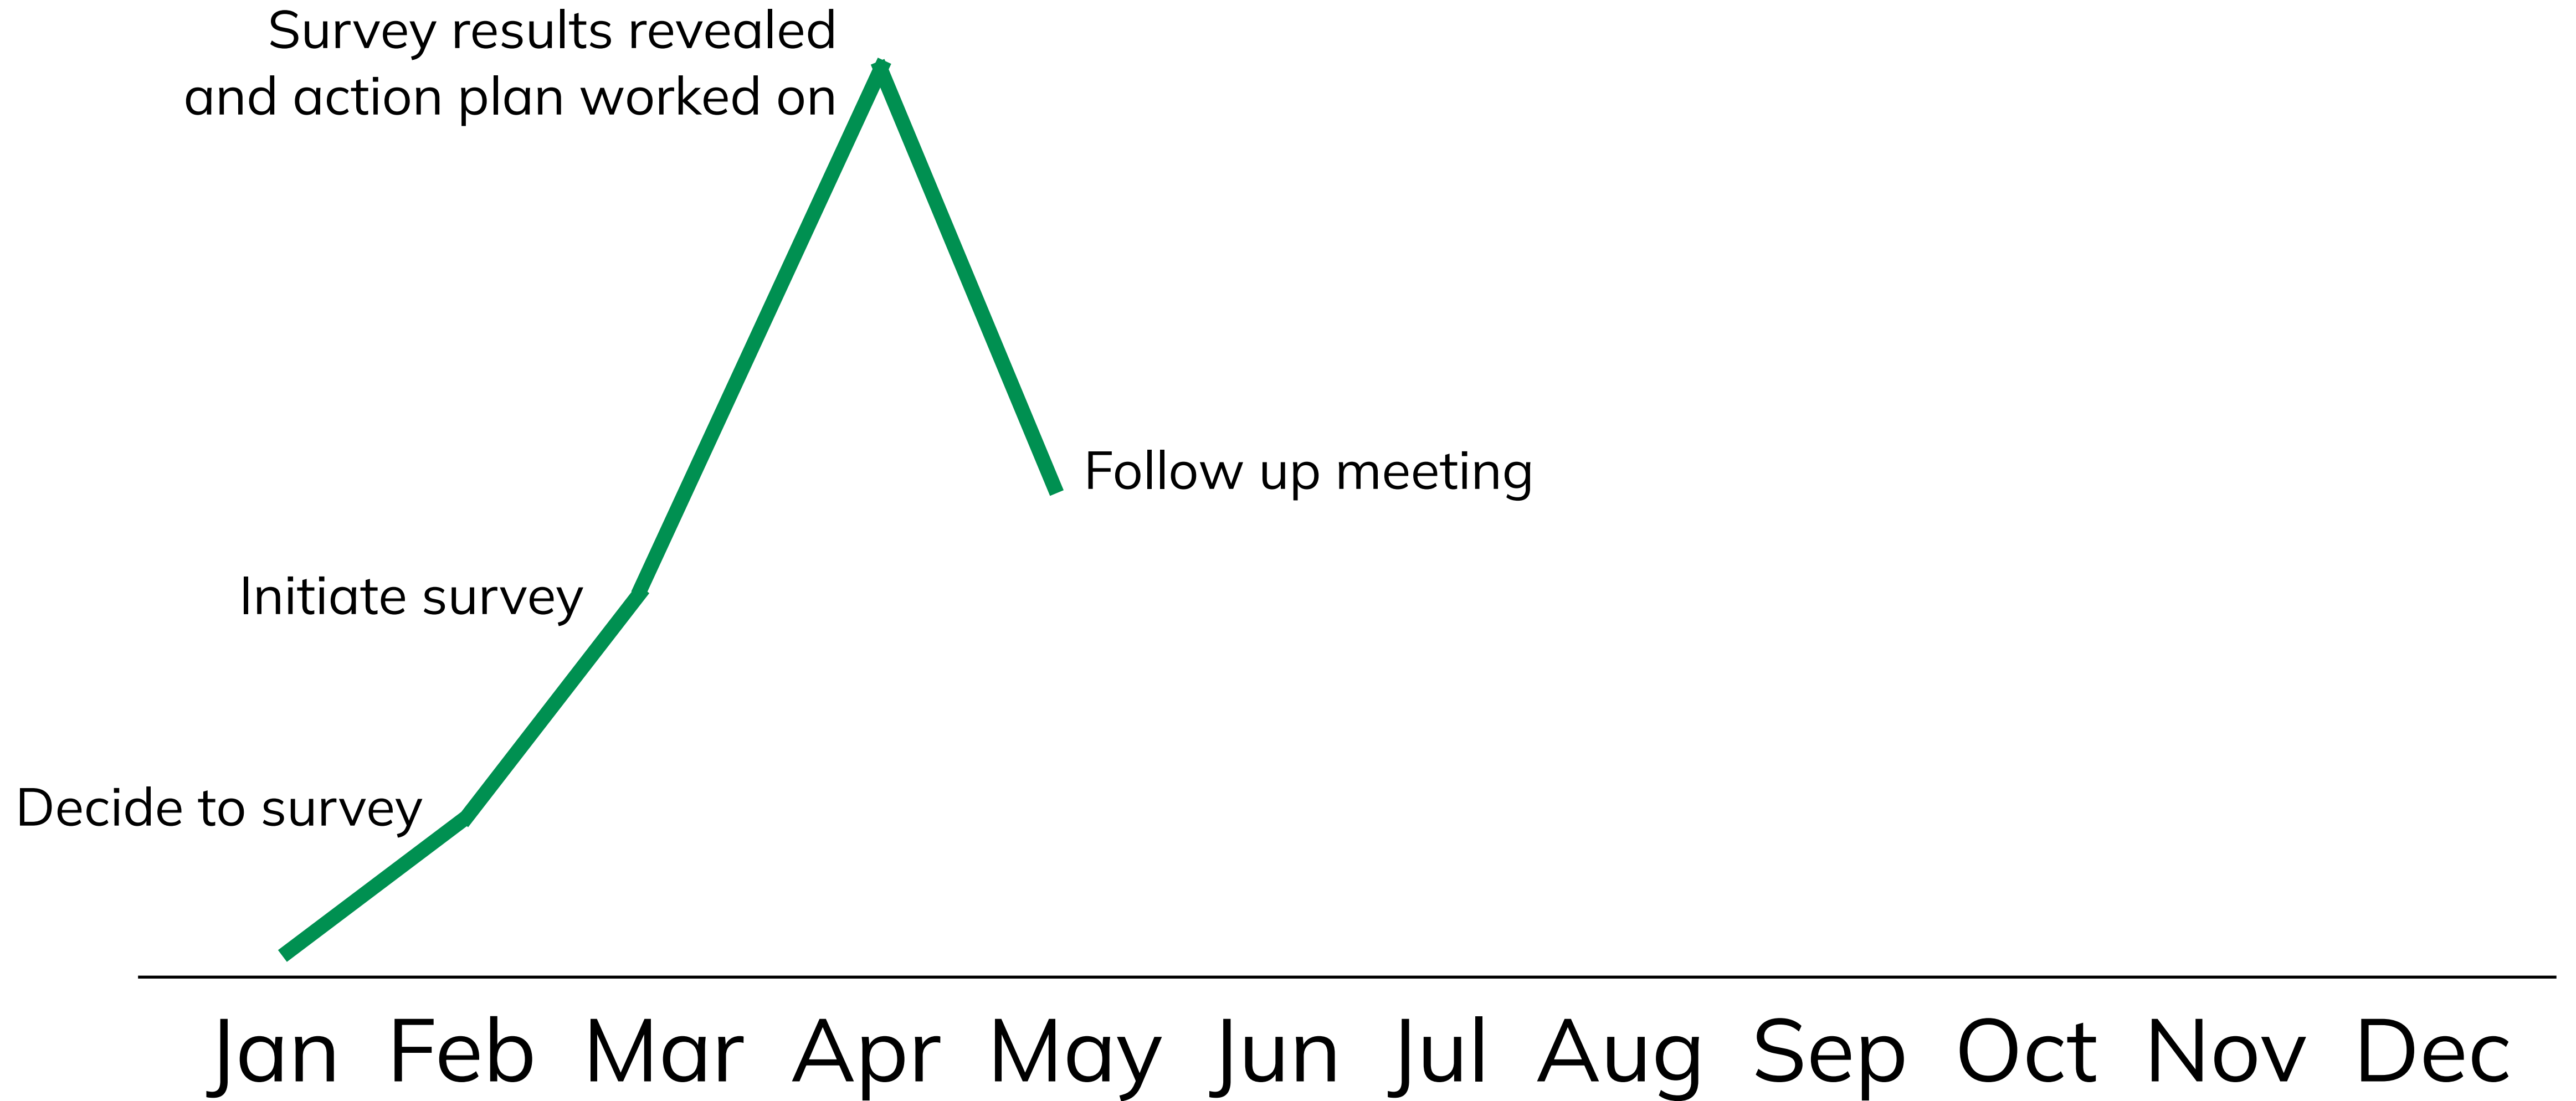 Survey results revealed
and action plan worked on
Follow up meeting
Initiate survey
Decide to survey
Jan Feb Mar Apr May Jun Jul Aug Sep Oct Nov Dec